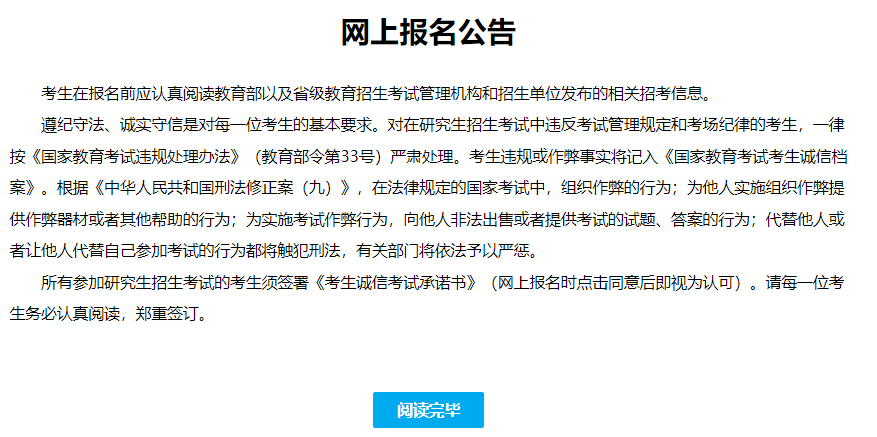 网上报名公告
考生在报名前应认真阅读教育部以及省级教育招生考试管理机构和招生单位发布的相关招考信息。
遵纪守法、诚实守信是对每一位考生的基本要求。对在研究生招生考试中违反考试管理规定和考场纪律的考生，一律
按《国家教育考试违规处理办法》（教育部令第33号）严肃处理。考生违规或作弊事实将记入《国家教育考试考生诚信档
案》。根据《中华人民共和国刑法修正案（九）》，在法律规定的国家考试中，组织作弊的行为；为他人实施组织作弊提
供作弊器材或者其他帮助的行为；为实施考试作弊行为，向他人非法出售或者提供考试的试题、答案的行为；代替他人或
者让他人代替自己参加考试的行为都将触犯刑法，有关部门将依法予以严惩。
所有参加研究生招生考试的考生须签署《考生诚信考试承诺书》（网上报名时点击同意后即视为认可）。请每一位考
生务必认真阅读，郑重签订。
阅读完毕